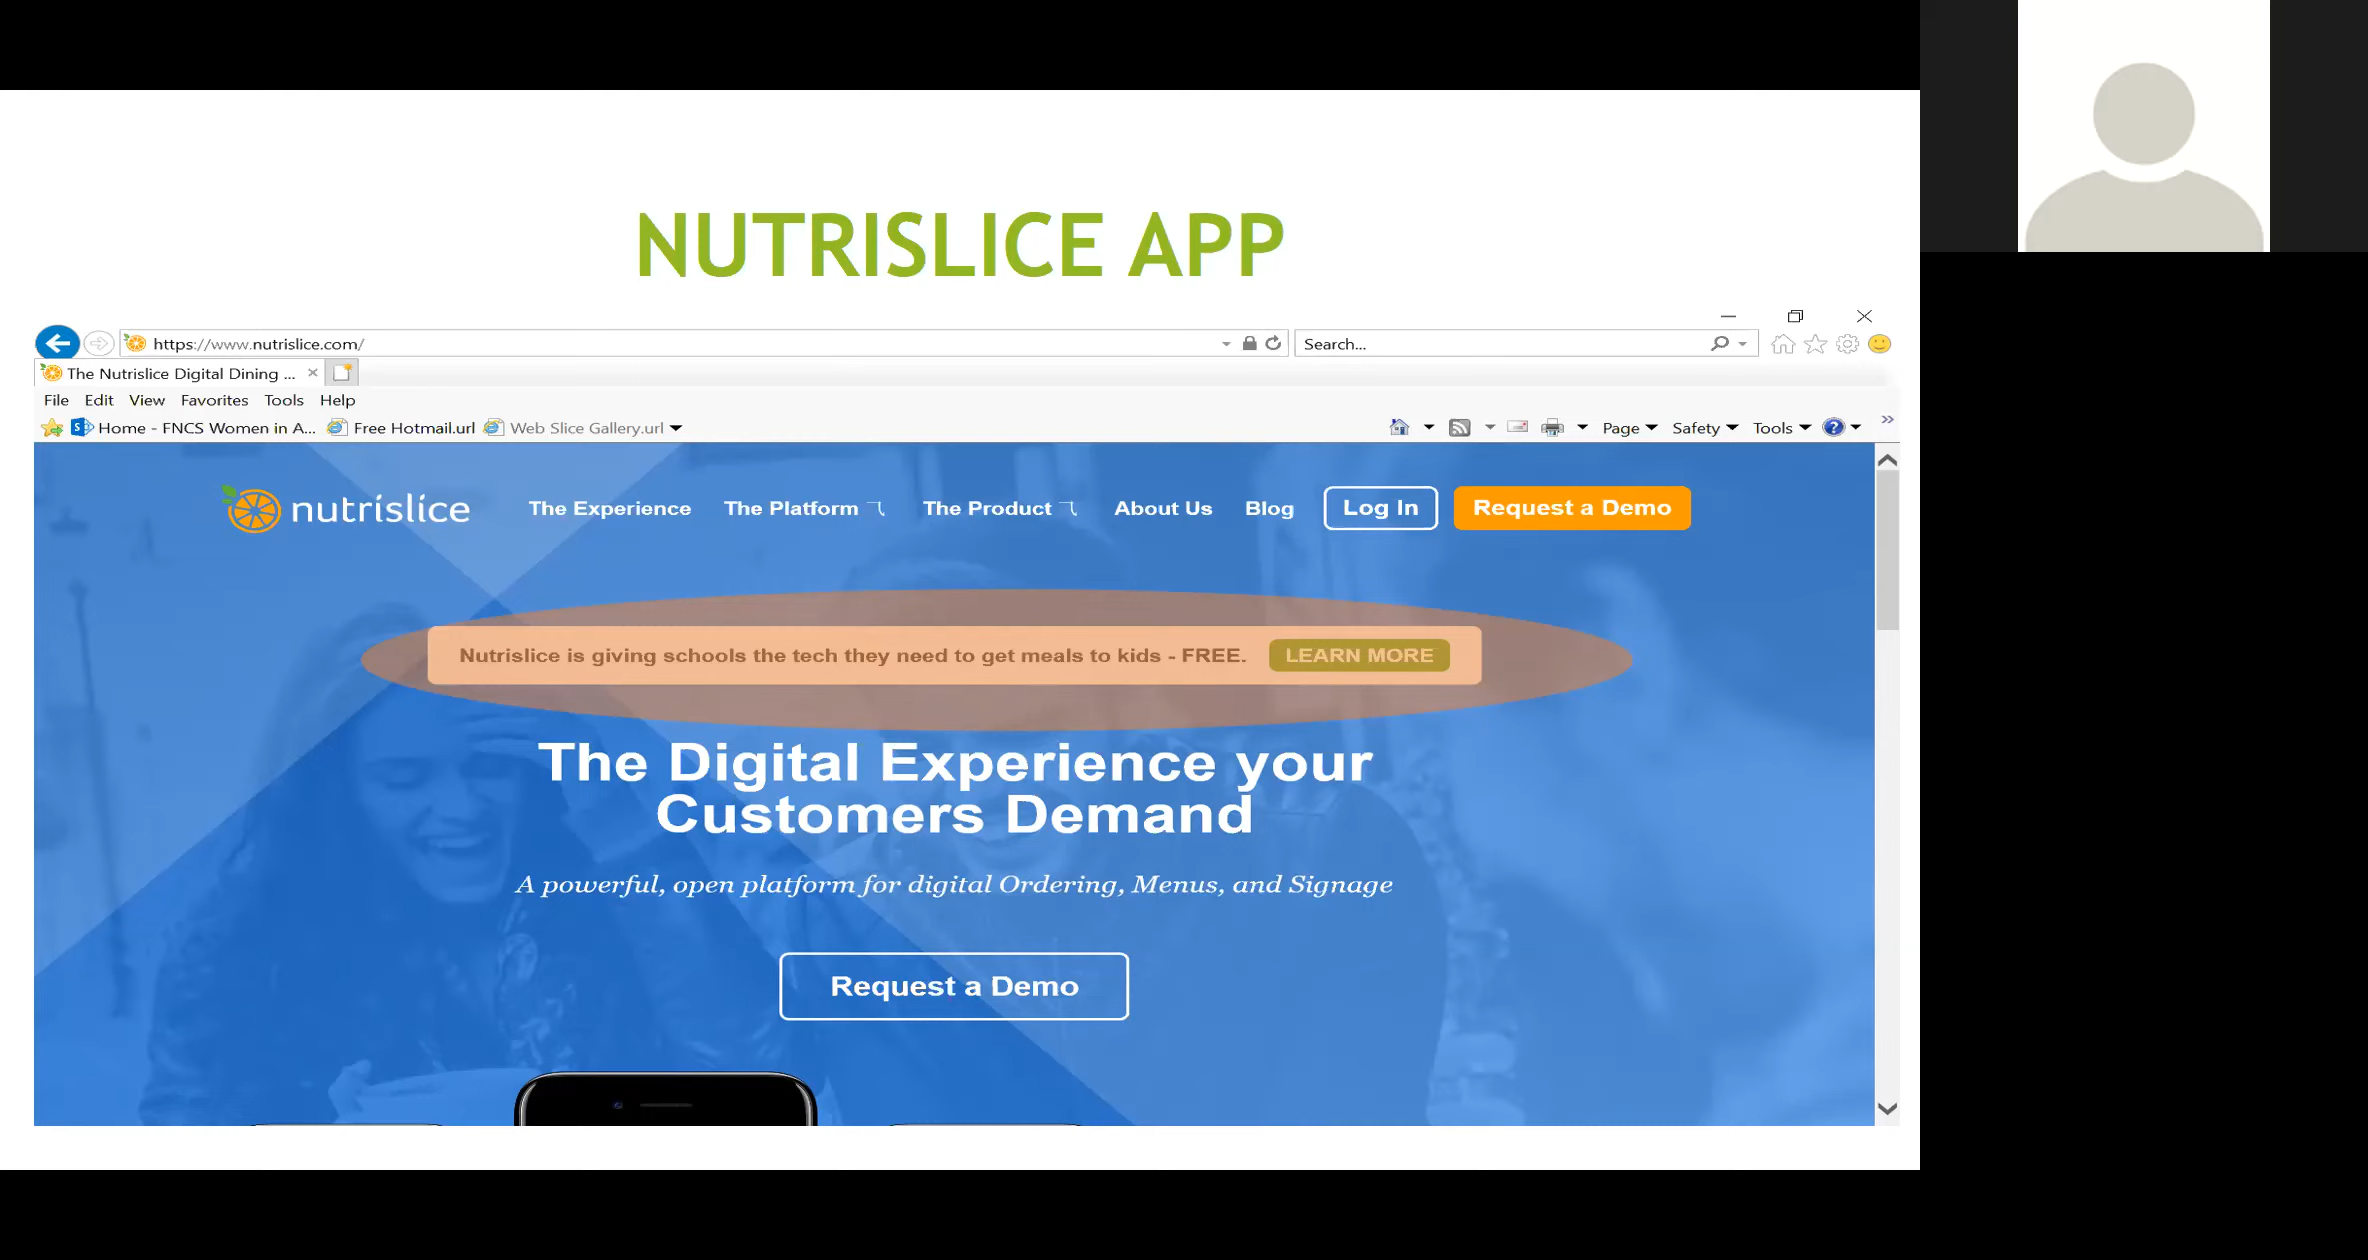 NUTRISLICE APP
https://www.nutrislice.com/
Search...
The Nutrislice Digital Dining ...
File Edit View Favorites Tools Help
Home - FNCS Women in A... Free Hotmail.url Web Slice Gallery.url Page Safety Tools
nutrislice The Experience The Platform The Product About Us Blog Log In Request a Demo
Nutrislice is giving schools the tech they need to get meals to kids - FREE. LEARN MORE
The Digital Experience your
Customers Demand
A powerful, open platform for digital Ordering, Menus, and Signage
Request a Demo